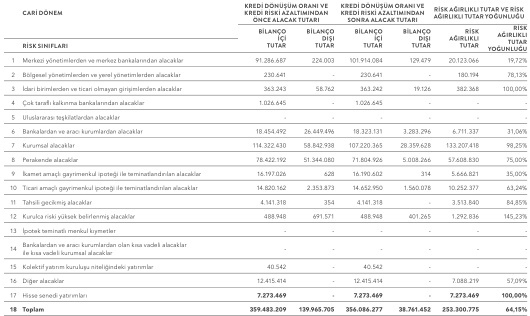 CARİ DÖNEM
KREDİ DÖNÜŞÜM ORANI VE KREDİ RİSKİ AZALTIMINDAN ÖNCE ALACAK TUTARI
KREDİ DÖNÜŞÜM ORANI VE KREDİ RİSKİ AZALTIMINDAN SONRA ALACAK TUTARI
RİSK AĞIRLIKLI TUTAR VE RİSK AĞIRLIKLI TUTAR YOĞUNLUĞU
RİSK SINIFLARI BİLANÇO İÇİ TUTAR BİLANÇO DIŞI TUTAR BİLANÇO İÇİ TUTAR BİLANÇO DIŞI TUTAR RİSK AĞIRLIKLI TUTAR RİSK AĞIRLIKLI TUTAR YOĞUNLUĞU
1 Merkezi yönetimlerden ve merkez bankalarından alacaklar 91.286.687 224.003 101.914.084 129.479 20.123.066 19,72%
2 Bölgesel yönetimlerden ve yerel yönetimlerden alacaklar 230.641 - 230.641 - 180.194 78,13%
3 İdari birimlerden ve ticari olmayan girişimlerden alacaklar 363.243 58.762 363.242 19.126 382.368 100,00%
4 Çok taraflı kalkınma bankalarından alacaklar 1.026.645 - 1.026.645 - - -
5 Uluslararası teşkilatlardan alacaklar - - - - - -
6 Bankalardan ve aracı kurumlardan alacaklar 18.454.492 26.449.496 18.323.131 3.283.296 6.711.337 31,06%
7 Kurumsal alacaklar 114.322.430 58.842.938 107.220.365 28.359.628 133.207.418 98,25%
8 Perakende alacaklar 78.422.192 51.344.080 71.804.926 5.008.266 57.608.830 75,00%
9 İkamet amaçlı gayrimenkul ipoteği ile teminatlandırılan alacaklar 16.197.026 628 16.190.602 314 5.666.821 35,00%
10 Ticari amaçlı gayrimenkul ipoteği ile teminatlandırılan alacaklar 14.820.162 2.353.873 14.652.950 1.560.078 10.252.377 63,24%
11 Tahsili gecikmiş alacaklar 4.141.318 354 4.141.318 - 3.513.840 84,85%
12 Kurulca riski yüksek belirlenmiş alacaklar 488.948 691.571 488.948 401.265 1.292.836 145,23%
13 İpotek teminatlı menkul kıymetler - - - - - -
14 Bankalardan ve aracı kurumlardan olan kısa vadeli alacaklar
ile kısa vadeli kurumsal alacaklar - - - - - -
15 Kolektif yatırım kuruluşu niteliğindeki yatırımlar 40.542 - 40.542 - - -
16 Diğer alacaklar 12.415.414 - 12.415.414 - 7.088.219 57,09%
17 Hisse senedi yatırımları 7.273.469 - 7.273.469 - 7.273.469 100,00%
18 Toplam 359.483.209 139.965.705 356.086.277 38.761.452 253.300.775 64,15%